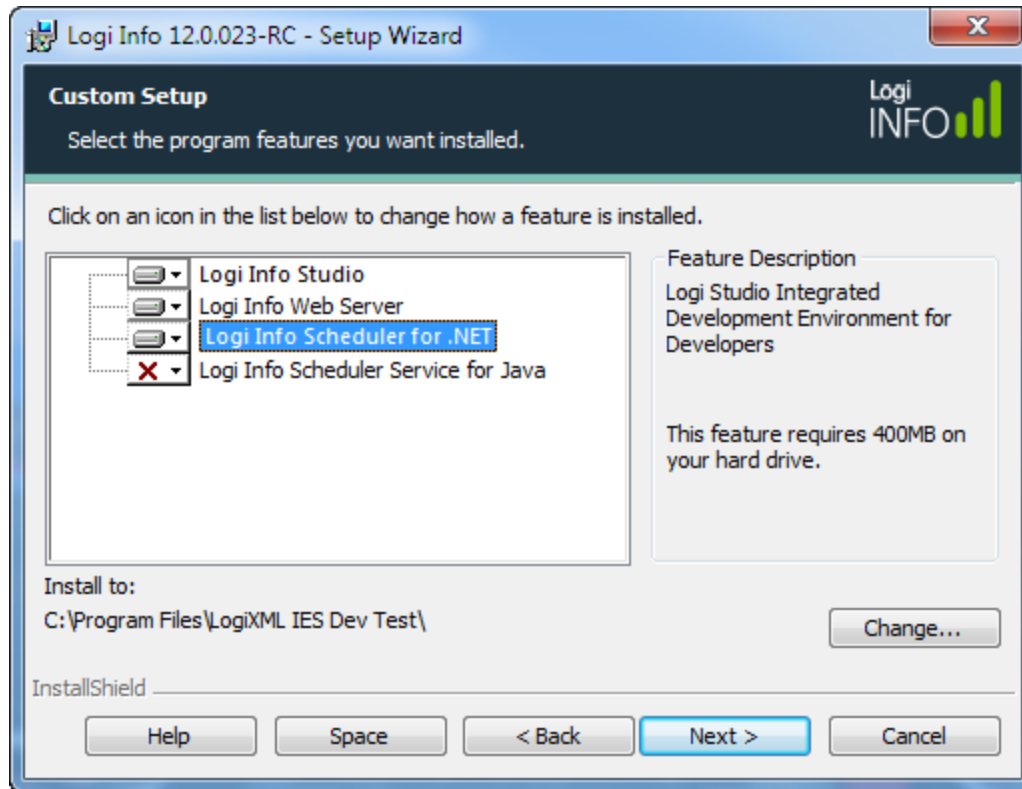 Logi Info 12.0.023-RC - Setup Wizard
Custom Setup
Select the program features you want installed.
Logi
INFO
Click on an icon in the list below to change how a feature is installed.
Logi Info Studio
Logi Info Web Server
Logi Info Scheduler for .NET
Logi Info Scheduler Service for Java
Feature Description
Logi Studio Integrated
Development Environment for
Developers
This feature requires 400MB on
your hard drive.
Install to:
C:\Program Files\LogiXML IES Dev Test\
Change...
InstallShield
Help
Space
< Back
Next >
Cancel